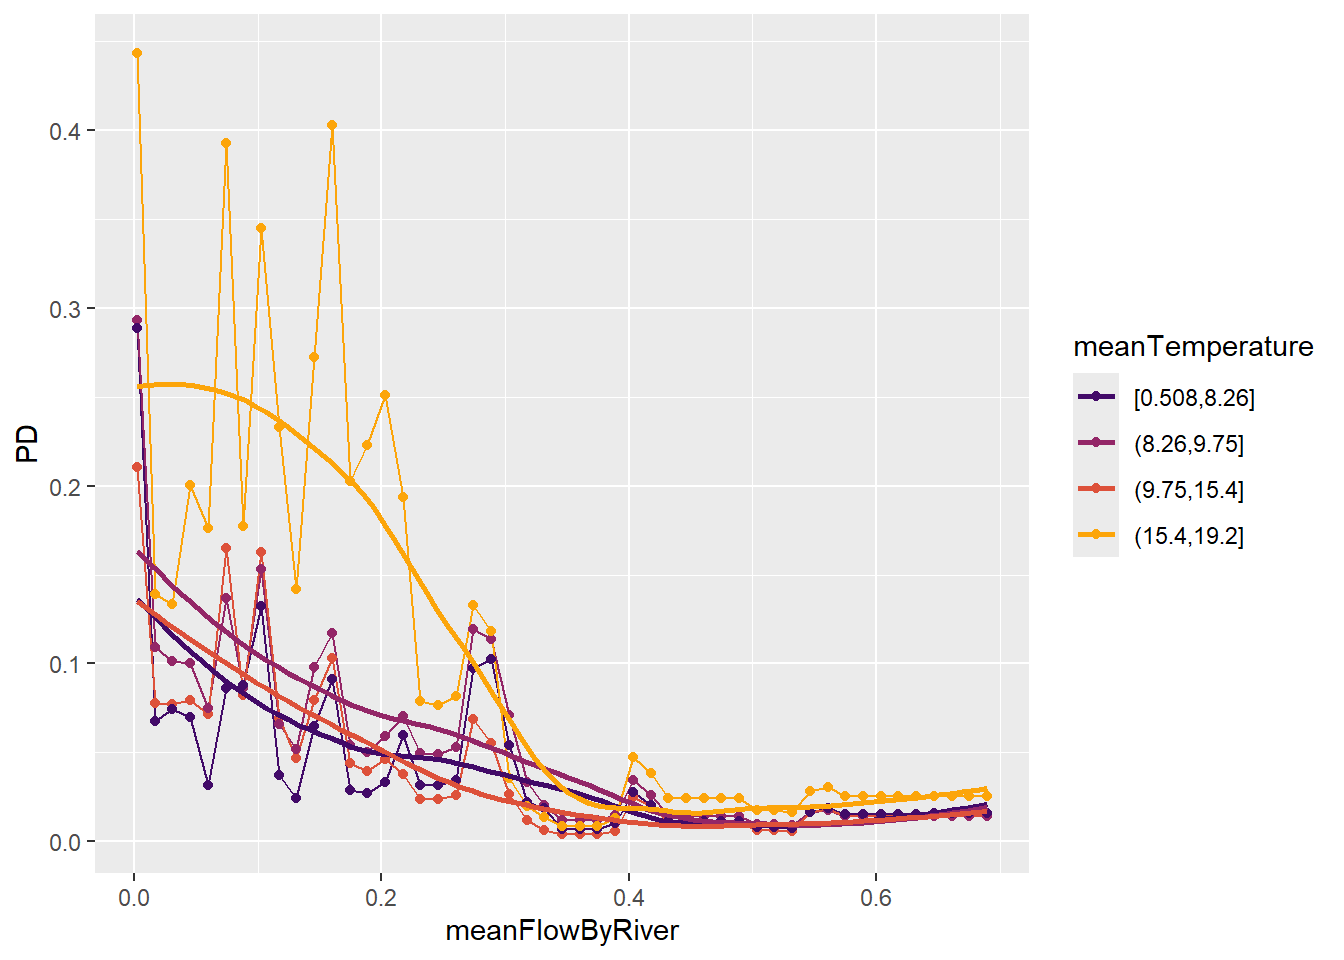 PD
0.4
0.3
0.2
0.1
0.0
0.0 0.2 0.4 0.6
meanFlowByRiver
meanTemperature
[0.508,8.26]
(8.26,9.75]
(9.75,15.4]
(15.4,19.2]